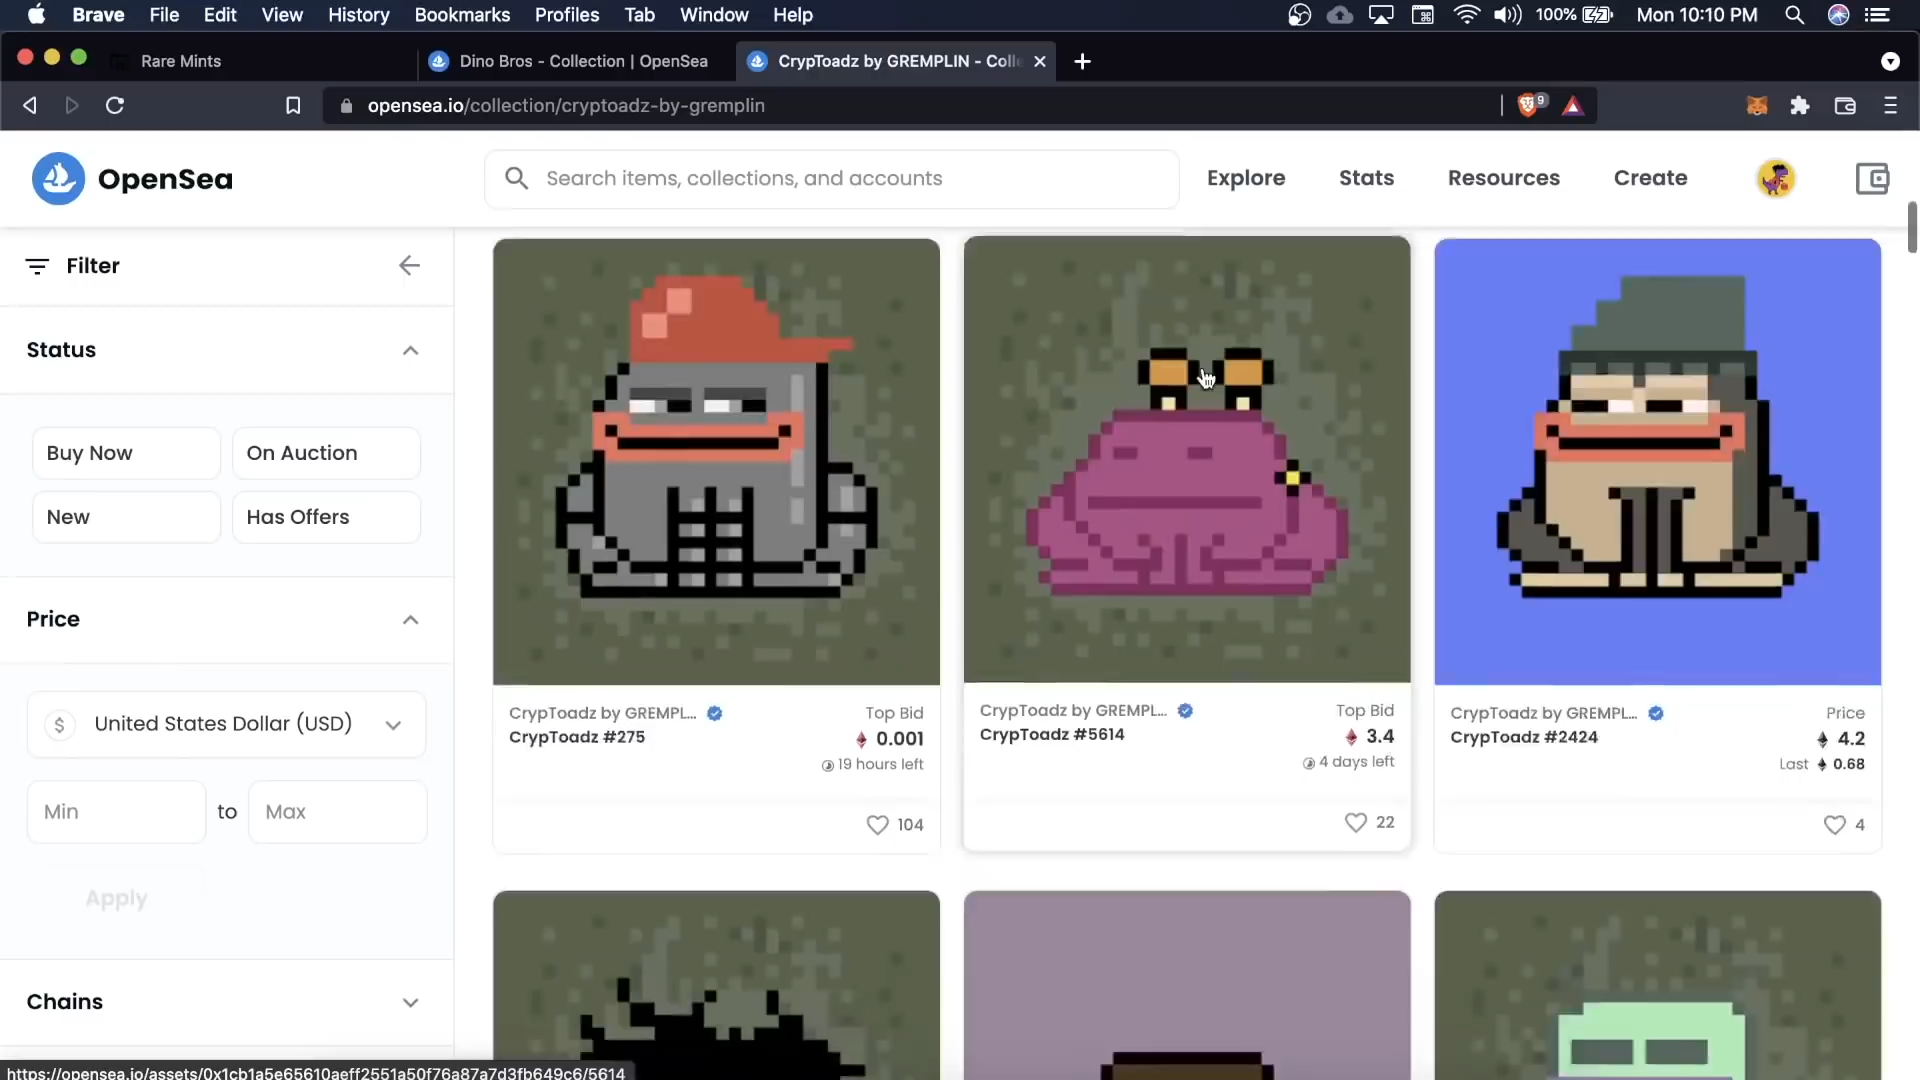 Brave File Edit View History Bookmarks Profiles Tab Window Help 100% Mon 10:10 PM
Rare Mints
Dino Bros - Collection | OpenSea
CrypToadz by GREMPLIN - Colle
opensea.io/collection/cryptoadz-by-gremplin
9
OpenSea
Search items, collections, and accounts
Explore Stats Resources Create
Filter
Status
Buy Now
On Auction
New
Has Offers
Price
$ United States Dollar (USD)
Min to Max
Apply
Chains
CrypToadz by GREMPL... Top Bid
CrypToadz #275 0.001
19 hours left
104
CrypToadz by GREMPL... Top Bid
CrypToadz #5614 3.4
4 days left
22
CrypToadz by GREMPL... Price
CrypToadz #2424 4.2
Last 0.68
4
https://opensea.io/assets/0x1cb1a5e65610aeff2551a50f76a87a7d3fb649c6/5614